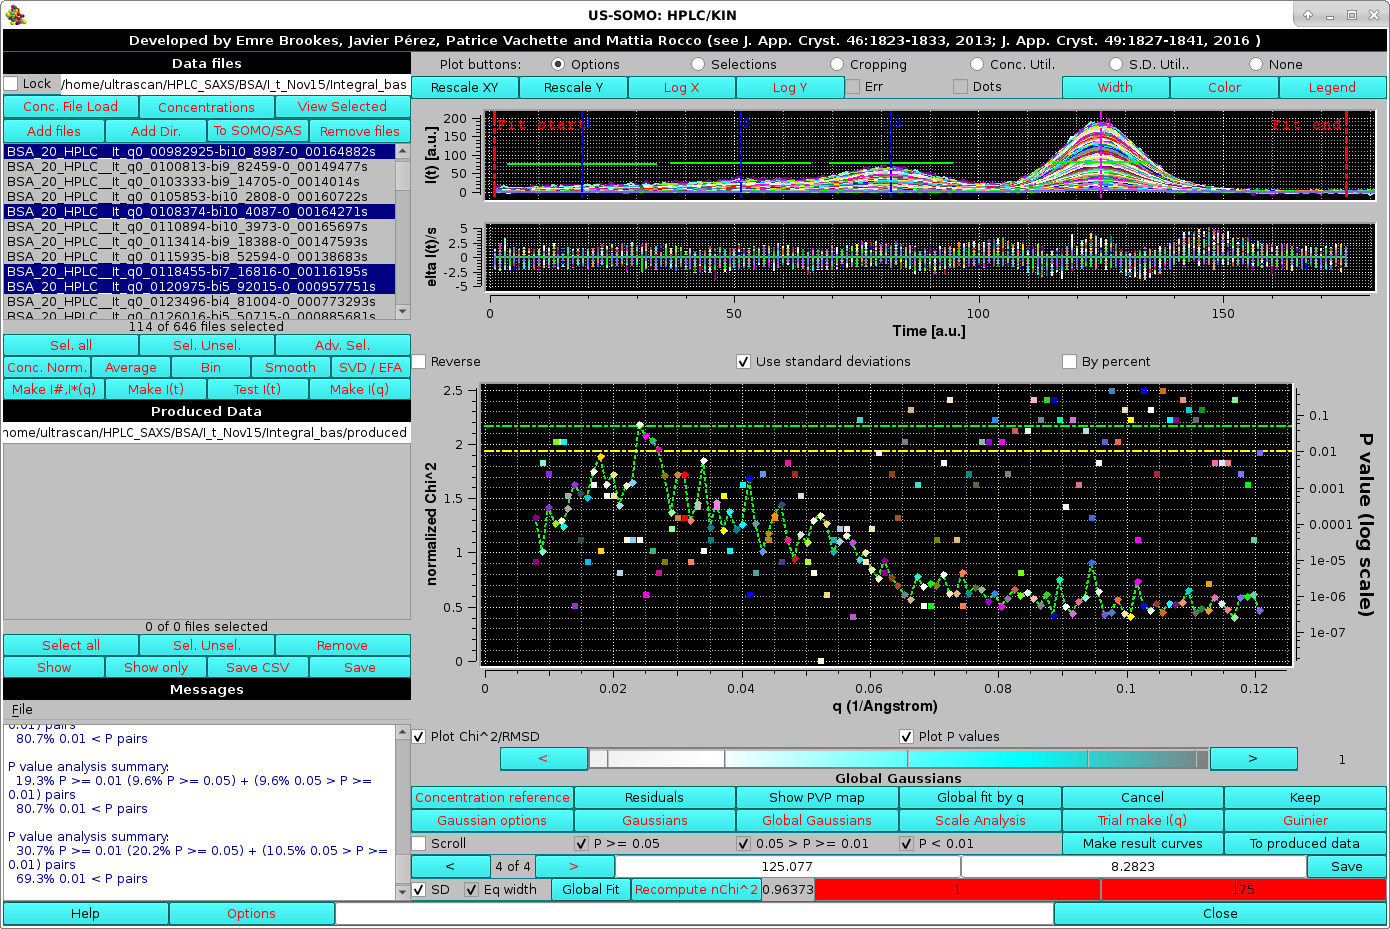 US-SOMO: HPLC/KIN
Developed by Emre Brookes, Javier Pérez, Patrice Vachette and Mattia Rocco (see J. App. Cryst. 46:1823-1833, 2013; J. App. Cryst. 49:1827-1841, 2016 )
Data files
Lock /home/ultrascan/HPLC_SAXS/BSA/I_t_Nov15/Integral_bas
Conc. File Load Concentrations View Selected
Add files Add Dir. To SOMO/SAS Remove files
BSA_20_HPLC__It_q0_00982925-bi10_8987-0_00164882s
BSA_20_HPLC__It_q0_0100813-bi9_82459-0_00149477s
BSA_20_HPLC__It_q0_0103333-bi9_14705-0_0014014s
BSA_20_HPLC__It_q0_0105853-bi10_2808-0_00160722s
BSA_20_HPLC__It_q0_0108374-bi10_4087-0_00164271s
BSA_20_HPLC__It_q0_0110894-bi10_3973-0_00165697s
BSA_20_HPLC__It_q0_0113414-bi9_18388-0_00147593s
BSA_20_HPLC__It_q0_0115935-bi8_52594-0_00138683s
BSA_20_HPLC__It_q0_0118455-bi7_16816-0_00116195s
BSA_20_HPLC__It_q0_0120975-bi5_92015-0_000957751s
BSA_20_HPLC__It_q0_0123496-bi4_81004-0_000773293s
BSA_20_HPLC__It_q0_0126016-bi5_50715-0_000885681s
114 of 646 files selected
Sel. all Sel. Unsel. Adv. Sel.
Conc. Norm. Average Bin Smooth SVD / EFA
Make I#,I*(q) Make I(t) Test I(t) Make I(q)
Produced Data
home/ultrascan/HPLC_SAXS/BSA/I_t_Nov15/Integral_bas/produced
0 of 0 files selected
Select all Sel. Unsel. Remove
Show Show only Save CSV Save
Messages
File
0.01) pairs
80.7% 0.01 < P pairs
P value analysis summary:
19.3% P >= 0.01 (9.6% P >= 0.05) + (9.6% 0.05 > P >=
0.01) pairs
80.7% 0.01 < P pairs
P value analysis summary:
30.7% P >= 0.01 (20.2% P >= 0.05) + (10.5% 0.05 > P >=
0.01) pairs
69.3% 0.01 < P pairs
Plot buttons: Options Selections Cropping Conc. Util. S.D. Util.. None
Rescale XY Rescale Y Log X Log Y Err Dots Width Color Legend
I(t) [a.u.]
200
150
100
50
0
Fit start 1 2 3 Fit end
elta I(t)/s
5
2.5
0
-2.5
-5
0 50 100 150
Time [a.u.]
Reverse Use standard deviations By percent
normalized Chi^2
2.5
2
1.5
1
0.5
0
0 0.02 0.04 0.06 0.08 0.1 0.12
q (1/Angstrom)
0.1
0.01
0.001
0.0001
1e-05
1e-06
1e-07
P value (log scale)
Plot Chi^2/RMSD Plot P values
< > 1
Global Gaussians
Concentration reference Residuals Show PVP map Global fit by q Cancel Keep
Gaussian options Gaussians Global Gaussians Scale Analysis Trial make I(q) Guinier
Scroll P >= 0.05 0.05 > P >= 0.01 P < 0.01 Make result curves To produced data
< 4 of 4 > 125.077 8.2823 Save
SD Eq width Global Fit Recompute nChi^2 0.96373 1 175
Help Options Close